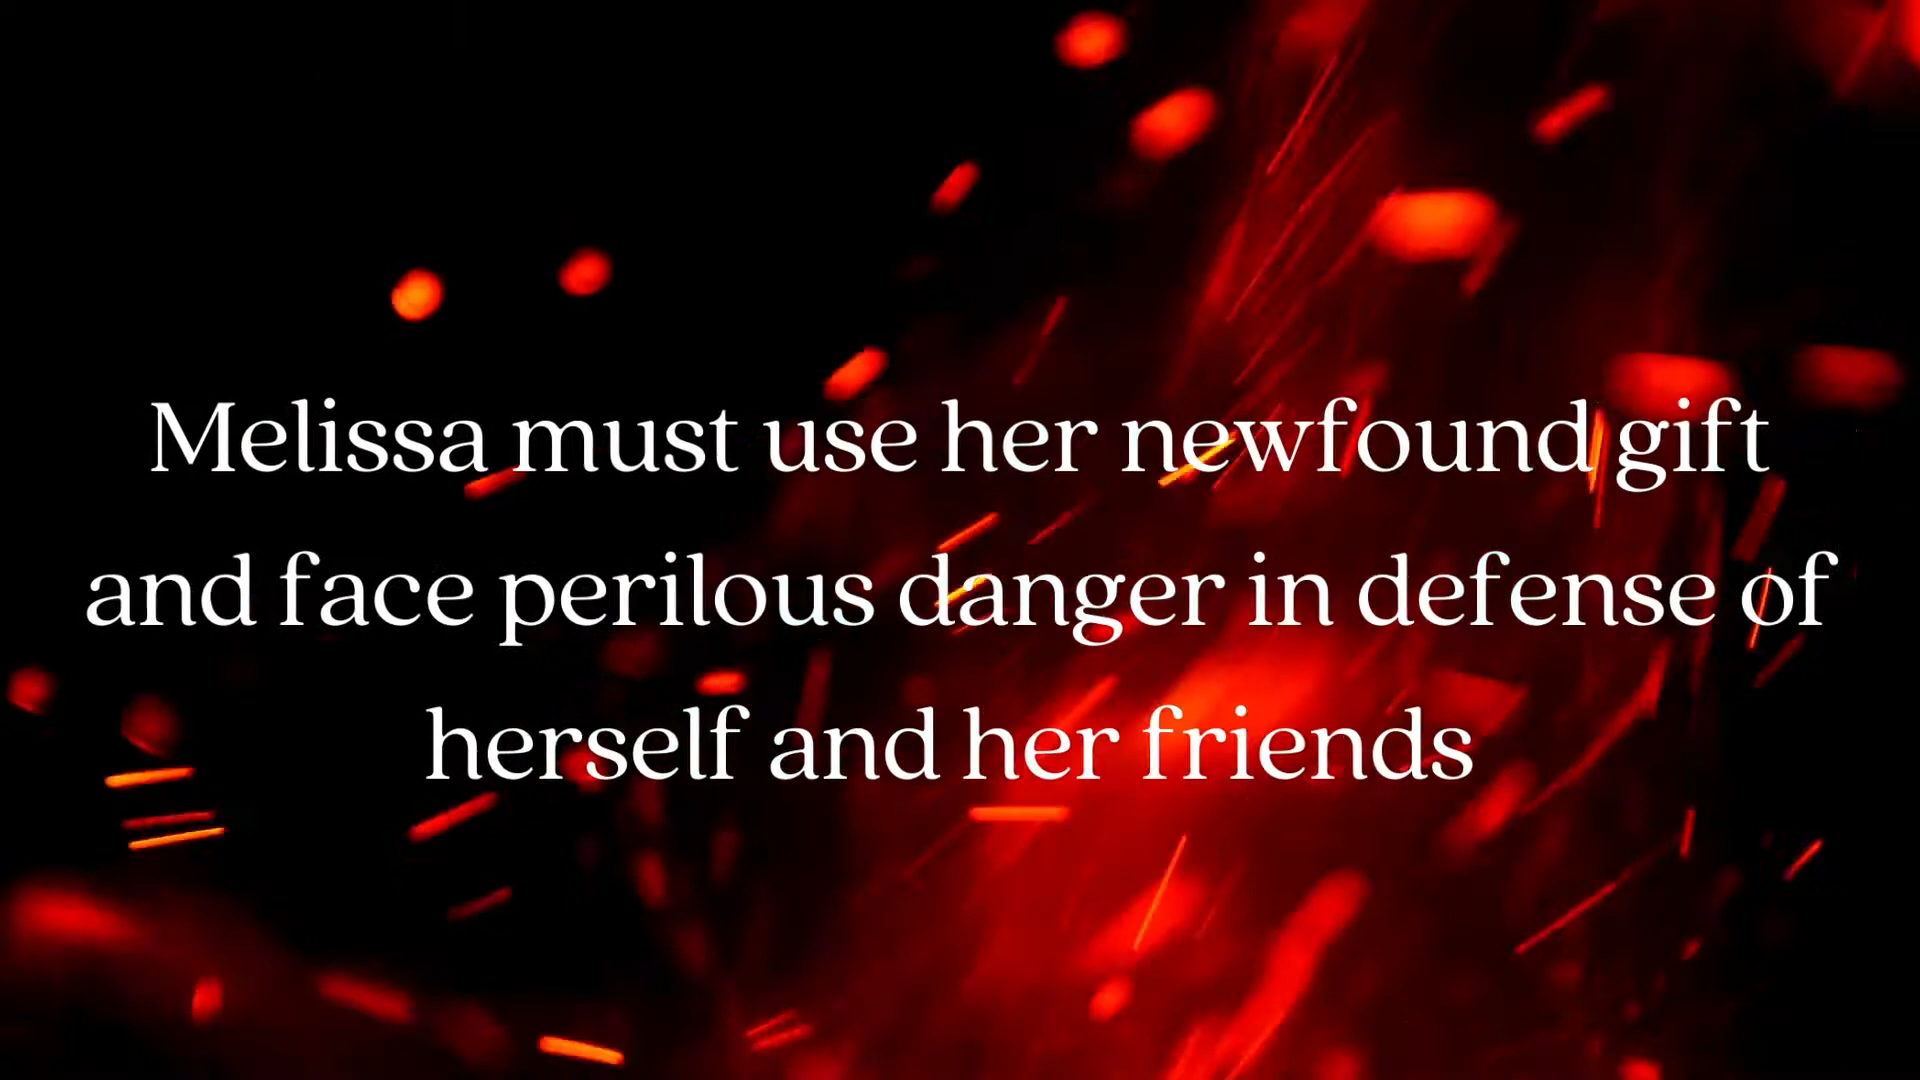 Melissa must use her newfound gift
and face perilous danger in defense of
herself and her friends